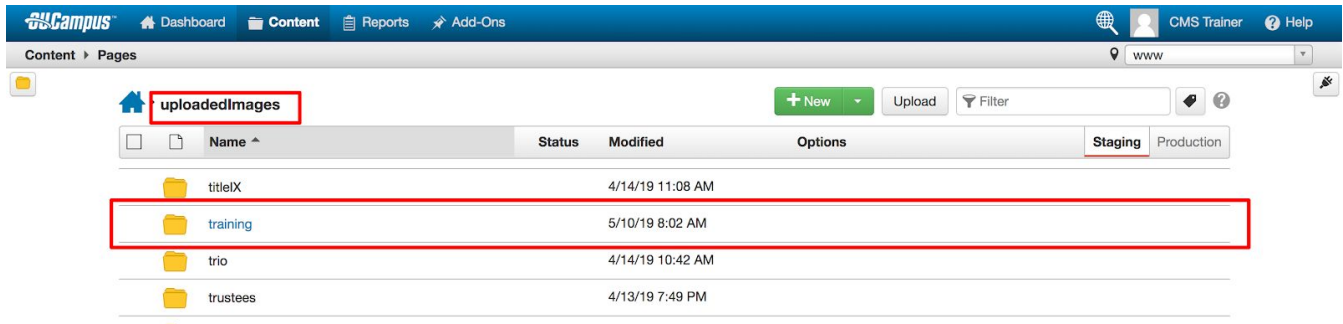 OUCampus™ Dashboard Content Reports Add-Ons CMS Trainer Help
Content Pages www
uploadedImages + New Upload Filter
Name Status Modified Options Staging Production
titleIX 4/14/19 11:08 AM
training 5/10/19 8:02 AM
trio 4/14/19 10:42 AM
trustees 4/13/19 7:49 PM